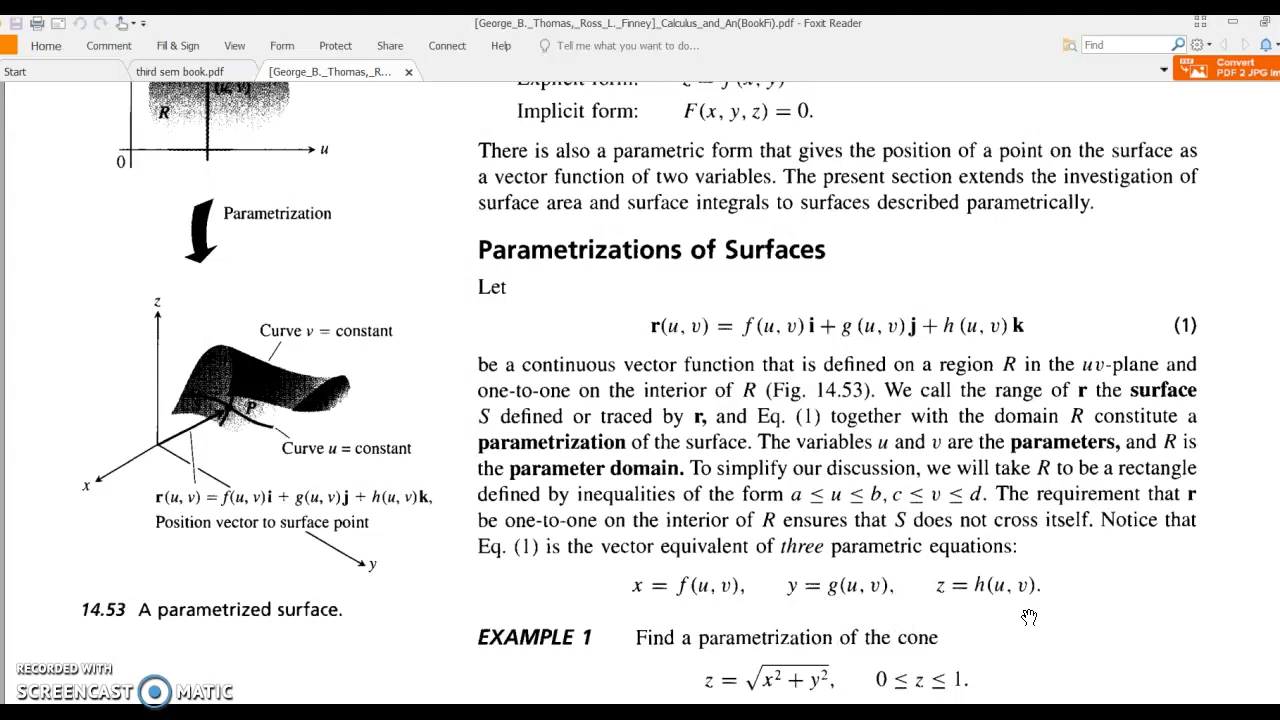 [George_B._Thomas,_Ross_L._Finney]_Calculus_and_An(BookFi).pdf - Foxit Reader
Home Comment Fill & Sign View Form Protect Share Connect Help Tell me what you want to do... Find
Start third sem book.pdf [George_B._Thomas,_R... Convert
PDF 2 JPG im
(u, v)
R
0
u
Parametrization
z
Curve v = constant
P
Curve u = constant
x
r(u, v) = f(u, v)i + g(u, v)j + h(u, v)k,
Position vector to surface point
y
14.53 A parametrized surface.
Explicit form: z = f(x, y)
Implicit form: F(x, y, z) = 0.
There is also a parametric form that gives the position of a point on the surface as
a vector function of two variables. The present section extends the investigation of
surface area and surface integrals to surfaces described parametrically.
Parametrizations of Surfaces
Let
r(u, v) = f(u, v) i + g(u, v) j + h(u, v) k (1)
be a continuous vector function that is defined on a region R in the uv-plane and
one-to-one on the interior of R (Fig. 14.53). We call the range of r the surface
S defined or traced by r, and Eq. (1) together with the domain R constitute a
parametrization of the surface. The variables u and v are the parameters, and R is
the parameter domain. To simplify our discussion, we will take R to be a rectangle
defined by inequalities of the form a ≤ u ≤ b, c ≤ v ≤ d. The requirement that r
be one-to-one on the interior of R ensures that S does not cross itself. Notice that
Eq. (1) is the vector equivalent of three parametric equations:
x = f(u, v), y = g(u, v), z = h(u, v).
EXAMPLE 1 Find a parametrization of the cone
z = √(x² + y²), 0 ≤ z ≤ 1.
RECORDED WITH
SCREENCAST MATIC